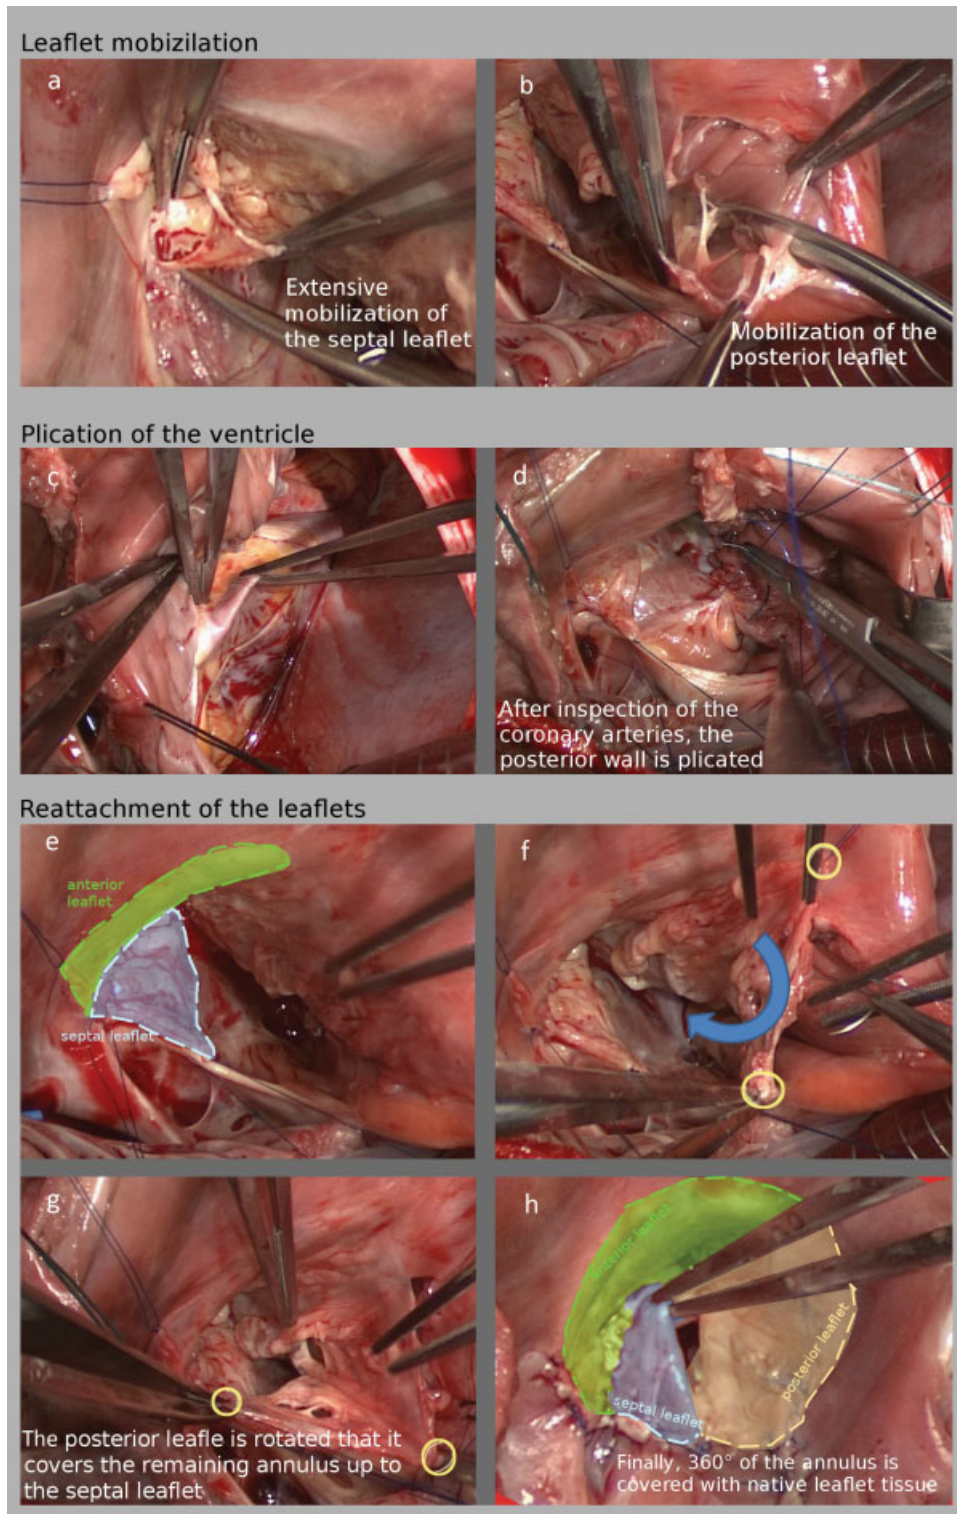 Leaflet mobizilation
a
b
Extensive
mobilization of
the septal leaflet
Mobilization of the
posterior leaflet
Plication of the ventricle
c
d
After inspection of the
coronary arteries, the
posterior wall is plicated
Reattachment of the leaflets
e
anterior
leaflet
septal leaflet
f
g
The posterior leafle is rotated that it
covers the remaining annulus up to
the septal leaflet
h
anterior leaflet
posterior leaflet
septal leaflet
Finally, 360° of the annulus is
covered with native leaflet tissue